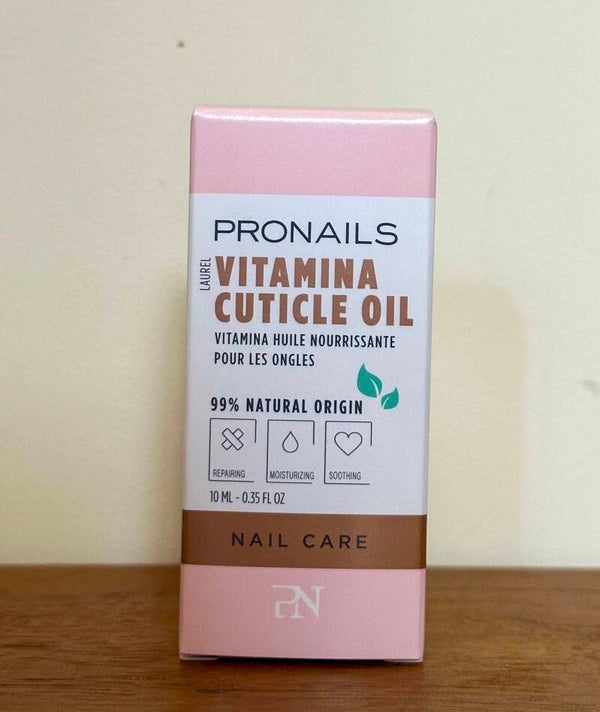 PRONAILS
LAUREL
VITAMINA
CUTICLE OIL
VITAMINA HUILE NOURRISSANTE
POUR LES ONGLES
99% NATURAL ORIGIN
REPAIRING
MOISTURIZING
SOOTHING
10 ML - 0.35 FL OZ
NAIL CARE
PN